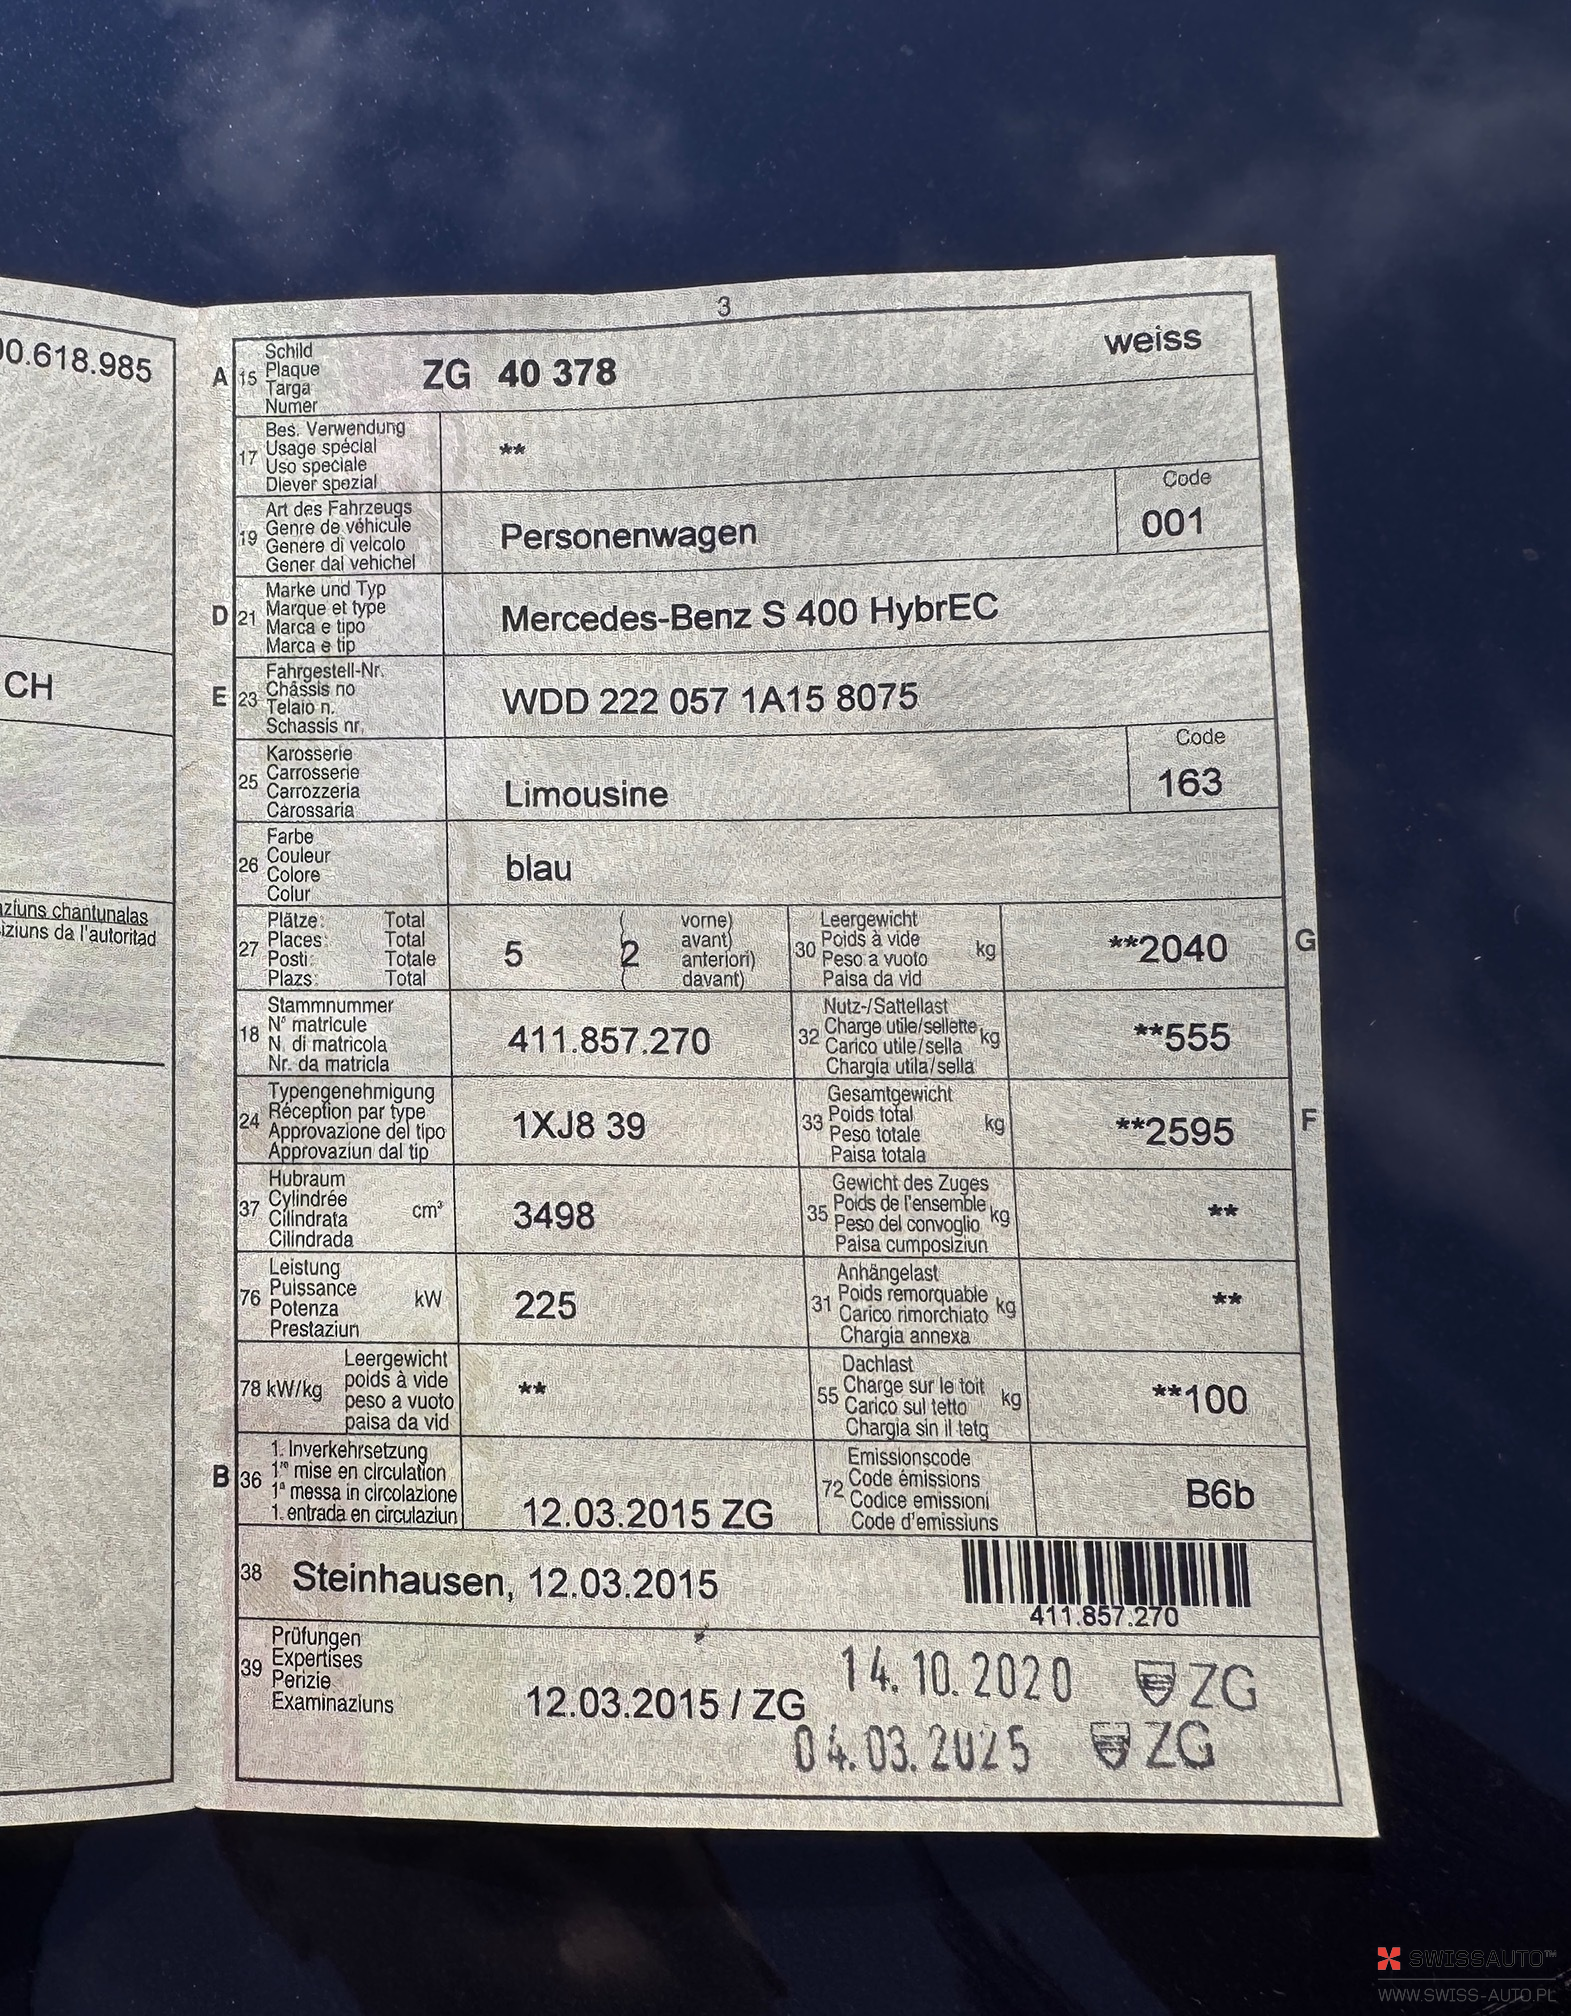 00.618.985
CH
ziuns chantunalas
iziuns da l'autoritad
3
A 15 Schild
Plaque
Targa
Numer
ZG 40 378 weiss
17 Bes. Verwendung
Usage spécial
Uso speciale
Diever spezial
**
19 Art des Fahrzeugs
Genre de véhicule
Genere di veicolo
Gener dal vehichel
Personenwagen
Code
001
D 21 Marke und Typ
Marque et type
Marca e tipo
Marca e tip
Mercedes-Benz S 400 HybrEC
E 23 Fahrgestell-Nr.
Châssis no
Telaio n.
Schassis nr.
WDD 222 057 1A15 8075
25 Karosserie
Carrosserie
Carrozzeria
Carossaria
Limousine
Code
163
26 Farbe
Couleur
Colore
Colur
blau
27 Plätze: Total
Places: Total
Posti: Totale
Plazs: Total
5 ( 2 vorne)
avant)
anteriori)
( davant)
30 Leergewicht
Poids à vide kg
Peso a vuoto
Paisa da vid
**2040 G
18 Stammnummer
N° matricule
N. di matricola
Nr. da matricla
411.857.270
32 Nutz-/Sattellast
Charge utile/sellette kg
Carico utile/sella
Chargia utila/sella
**555
24 Typengenehmigung
Réception par type
Approvazione del tipo
Approvaziun dal tip
1XJ8 39
33 Gesamtgewicht
Poids total kg
Peso totale
Paisa totala
**2595 F
37 Hubraum
Cylindrée cm³
Cilindrata
Cilindrada
3498
35 Gewicht des Zuges
Poids de l'ensemble kg
Peso del convoglio
Paisa cumposiziun
**
76 Leistung
Puissance kW
Potenza
Prestaziun
225
31 Anhängelast
Poids remorquable kg
Carico rimorchiato
Chargia annexa
**
78 kW/kg Leergewicht
poids à vide
peso a vuoto
paisa da vid
**
55 Dachlast
Charge sur le toit kg
Carico sul tetto
Chargia sin il tetg
**100
B 36 1. Inverkehrsetzung
1re mise en circulation
1a messa in circolazione
1. entrada en circulaziun
12.03.2015 ZG
72 Emissionscode
Code émissions
Codice emissioni
Code d'emissiuns
B6b
38 Steinhausen, 12.03.2015
411.857.270
39 Prüfungen
Expertises
Perizie
Examinaziuns
12.03.2015 / ZG
14.10.2020 ZG
04.03.2025 ZG
SWISSAUTO™
WWW.SWISS-AUTO.PL